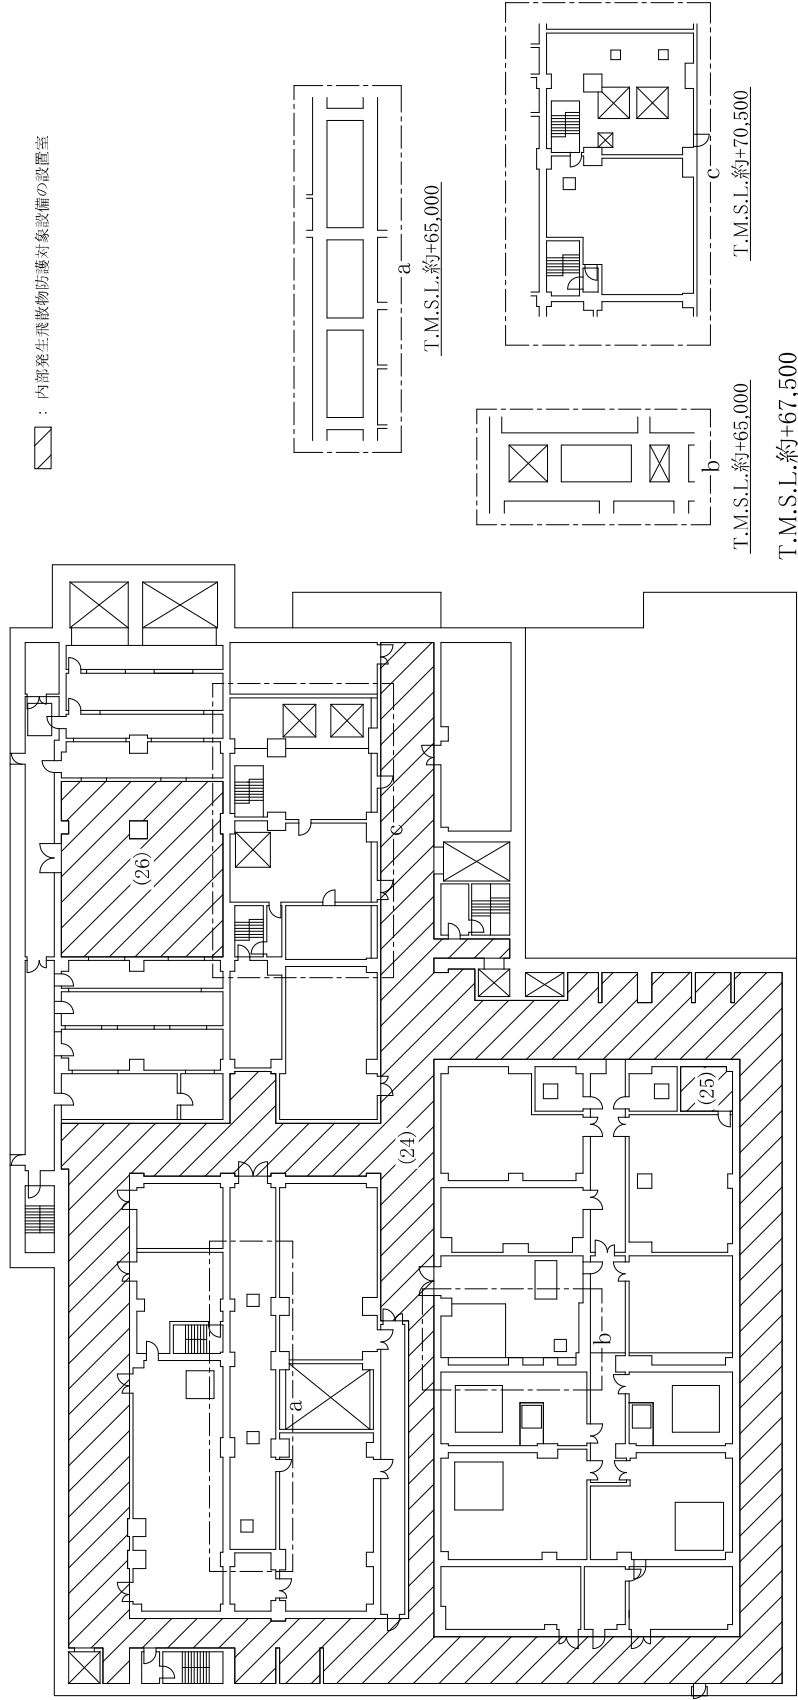 ：内部発生飛散物防護対象設備の設置室
a
T.M.S.L.約+65,000
c
T.M.S.L.約+70,500
b
T.M.S.L.約+65,000
T.M.S.L.約+67,500
(26)
c
(24)
(25)
a
b